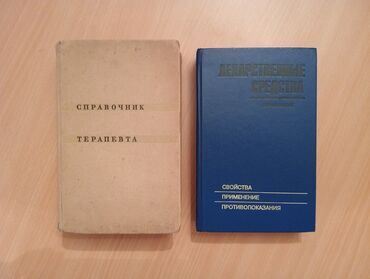 СПРАВОЧНИК
ТЕРАПЕВТА
ЛЕКАРСТВЕННЫЕ
СРЕДСТВА
СВОЙСТВА
ПРИМЕНЕНИЕ
ПРОТИВОПОКАЗАНИЯ